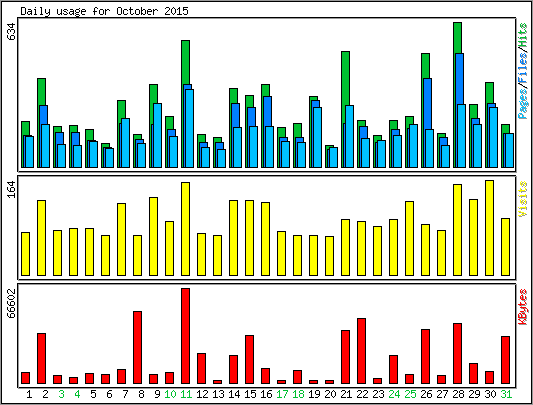 Daily usage for October 2015
634
Pages/Files/Hits
164
Visits
66602
KBytes
1 2 3 4 5 6 7 8 9 10 11 12 13 14 15 16 17 18 19 20 21 22 23 24 25 26 27 28 29 30 31